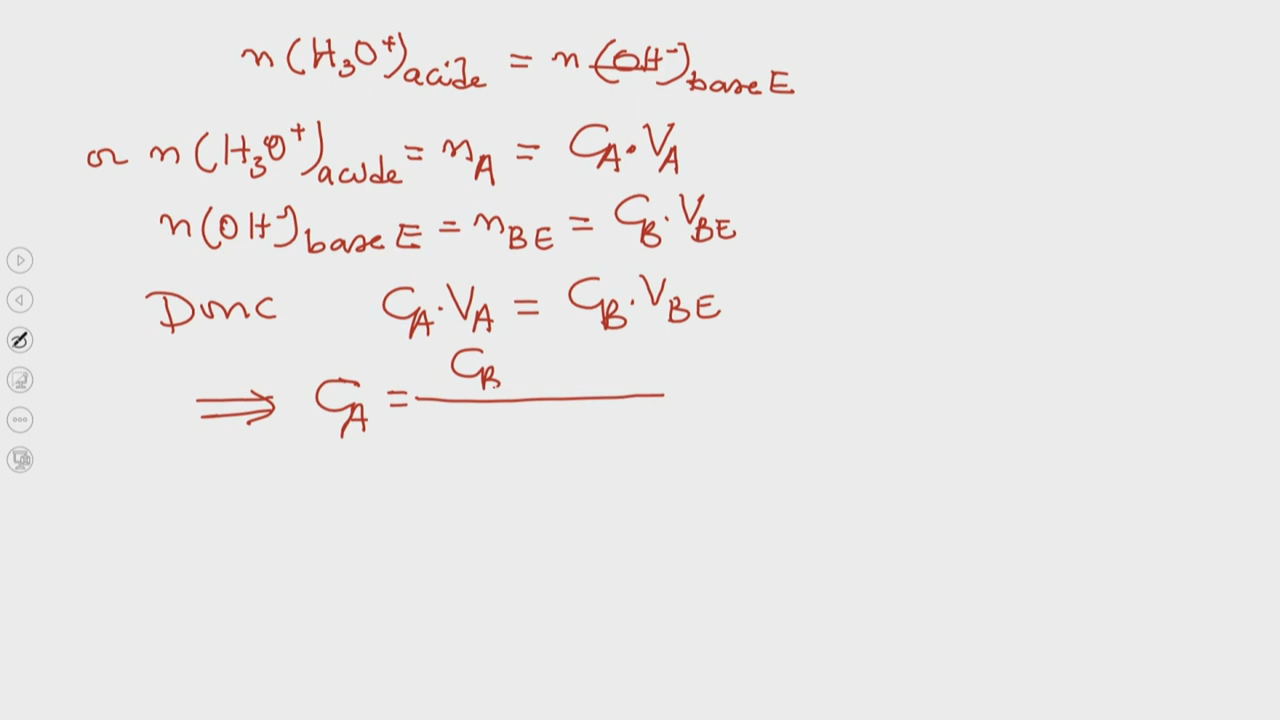 n(H₃O⁺)acide = n(OH⁻)base E
or n(H₃O⁺)acide = nA = CA·VA
n(OH⁻)base E = nBE = CB·VBE
Donc CA·VA = CB·VBE
⟹ CA = CB